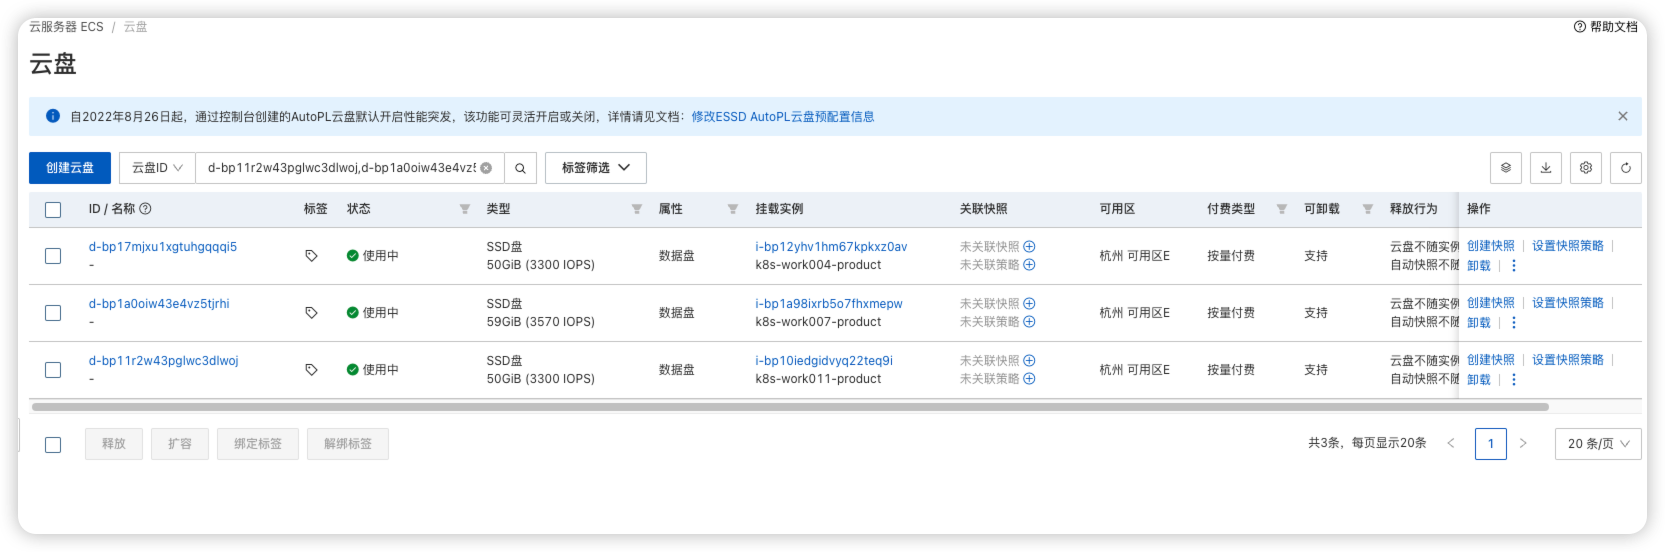 云服务器 ECS / 云盘
帮助文档
云盘
自2022年8月26日起，通过控制台创建的AutoPL云盘默认开启性能突发，该功能可灵活开启或关闭，详情请见文档：修改ESSD AutoPL云盘预配置信息
创建云盘 云盘ID d-bp11r2w43pglwc3dlwoj,d-bp1a0oiw43e4vz5 标签筛选
ID / 名称 标签 状态 类型 属性 挂载实例 关联快照 可用区 付费类型 可卸载 释放行为 操作
d-bp17mjxu1xgtuhgqqqi5 SSD盘 i-bp12yhv1hm67kpkxz0av 未关联快照 云盘不随实例 创建快照 设置快照策略
使用中 数据盘 杭州 可用区E 按量付费 支持
- 50GiB (3300 IOPS) k8s-work004-product 未关联策略 自动快照不随 卸载
d-bp1a0oiw43e4vz5tjrhi SSD盘 i-bp1a98ixrb5o7fhxmepw 未关联快照 云盘不随实例 创建快照 设置快照策略
使用中 数据盘 杭州 可用区E 按量付费 支持
- 59GiB (3570 IOPS) k8s-work007-product 未关联策略 自动快照不随 卸载
d-bp11r2w43pglwc3dlwoj SSD盘 i-bp10iedgidvyq22teq9i 未关联快照 云盘不随实例 创建快照 设置快照策略
使用中 数据盘 杭州 可用区E 按量付费 支持
- 50GiB (3300 IOPS) k8s-work011-product 未关联策略 自动快照不随 卸载
释放 扩容 绑定标签 解绑标签 共3条，每页显示20条 < 1 > 20 条/页